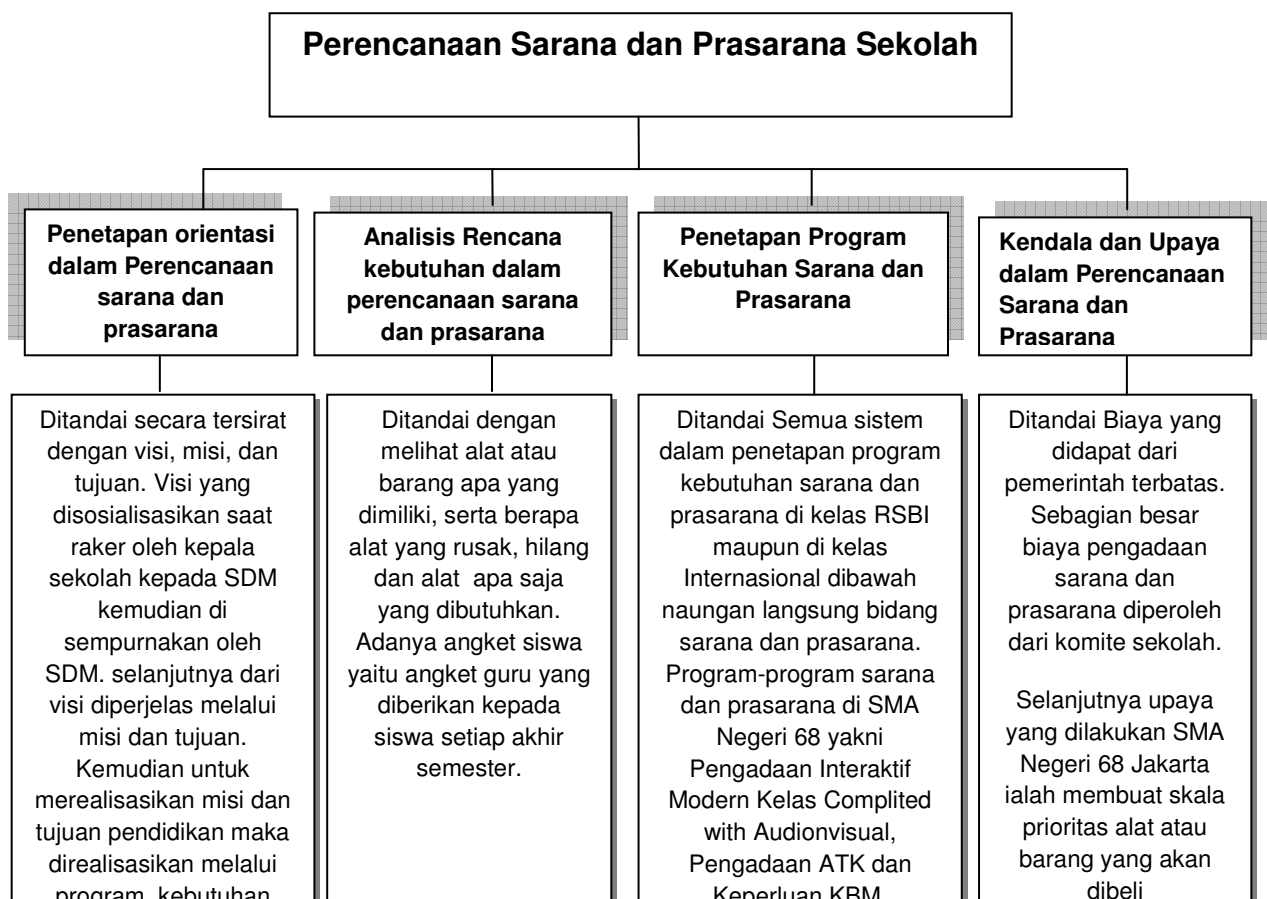 Perencanaan Sarana dan Prasarana Sekolah
Penetapan orientasi
dalam Perencanaan
sarana dan
prasarana
Analisis Rencana
kebutuhan dalam
perencanaan sarana
dan prasarana
Penetapan Program
Kebutuhan Sarana dan
Prasarana
Kendala dan Upaya
dalam Perencanaan
Sarana dan
Prasarana
Ditandai secara tersirat
dengan visi, misi, dan
tujuan. Visi yang
disosialisasikan saat
raker oleh kepala
sekolah kepada SDM
kemudian di
sempurnakan oleh
SDM. selanjutnya dari
visi diperjelas melalui
misi dan tujuan.
Kemudian untuk
merealisasikan misi dan
tujuan pendidikan maka
direalisasikan melalui
program kebutuhan
Ditandai dengan
melihat alat atau
barang apa yang
dimiliki, serta berapa
alat yang rusak, hilang
dan alat apa saja
yang dibutuhkan.
Adanya angket siswa
yaitu angket guru yang
diberikan kepada
siswa setiap akhir
semester.
Ditandai Semua sistem
dalam penetapan program
kebutuhan sarana dan
prasarana di kelas RSBI
maupun di kelas
Internasional dibawah
naungan langsung bidang
sarana dan prasarana.
Program-program sarana
dan prasarana di SMA
Negeri 68 yakni
Pengadaan Interaktif
Modern Kelas Complited
with Audionvisual,
Pengadaan ATK dan
Keperluan KBM
Ditandai Biaya yang
didapat dari
pemerintah terbatas.
Sebagian besar
biaya pengadaan
sarana dan
prasarana diperoleh
dari komite sekolah.
Selanjutnya upaya
yang dilakukan SMA
Negeri 68 Jakarta
ialah membuat skala
prioritas alat atau
barang yang akan
dibeli